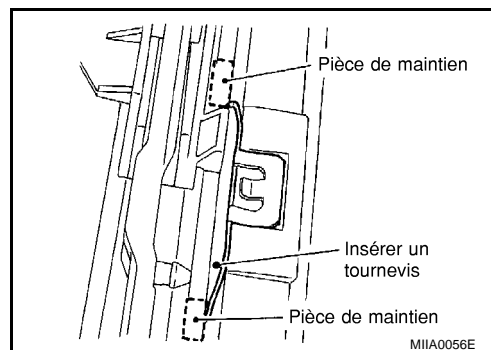 Pièce de maintien
Insérer un
tournevis
Pièce de maintien
MIIA0056E